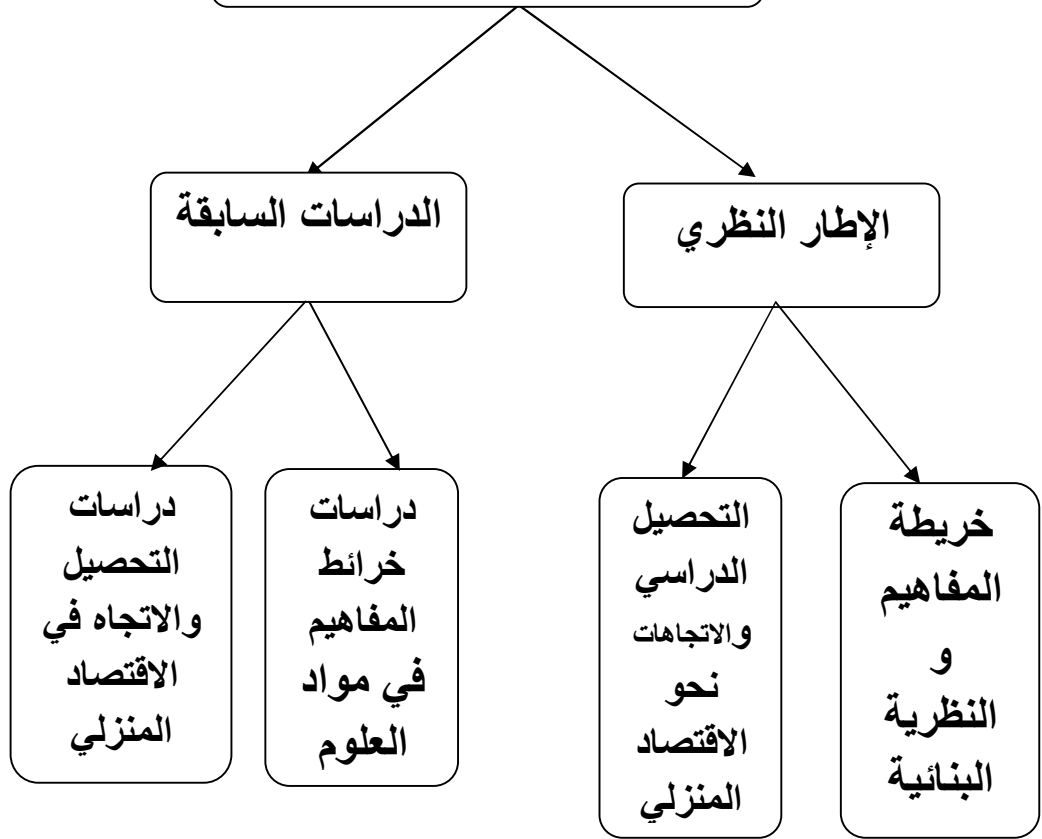 الإطار النظري
الدراسات السابقة
خريطة
المفاهيم
و
النظرية
البنائية
التحصيل
الدراسي
والاتجاهات
نحو
الاقتصاد
المنزلي
دراسات
خرائط
المفاهيم
في مواد
العلوم
دراسات
التحصيل
والاتجاه في
الاقتصاد
المنزلي